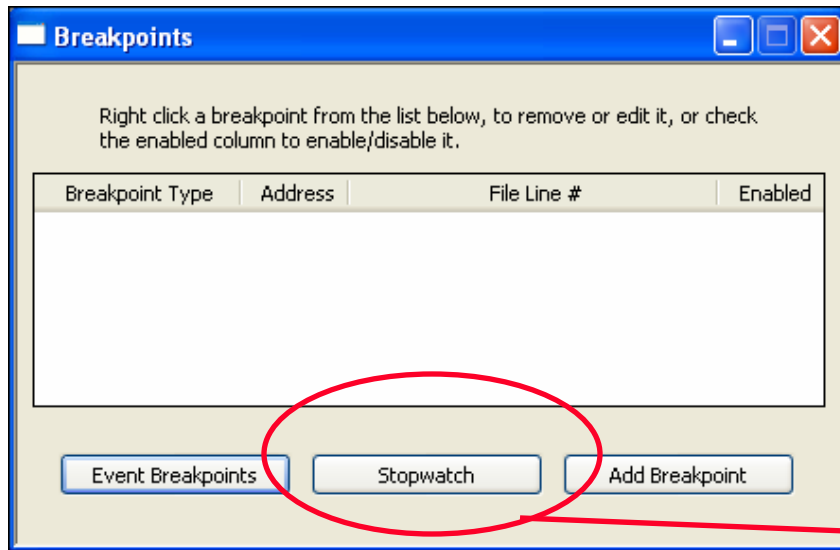 Breakpoints
Right click a breakpoint from the list below, to remove or edit it, or check
the enabled column to enable/disable it.
Breakpoint Type Address File Line # Enabled
Event Breakpoints Stopwatch Add Breakpoint